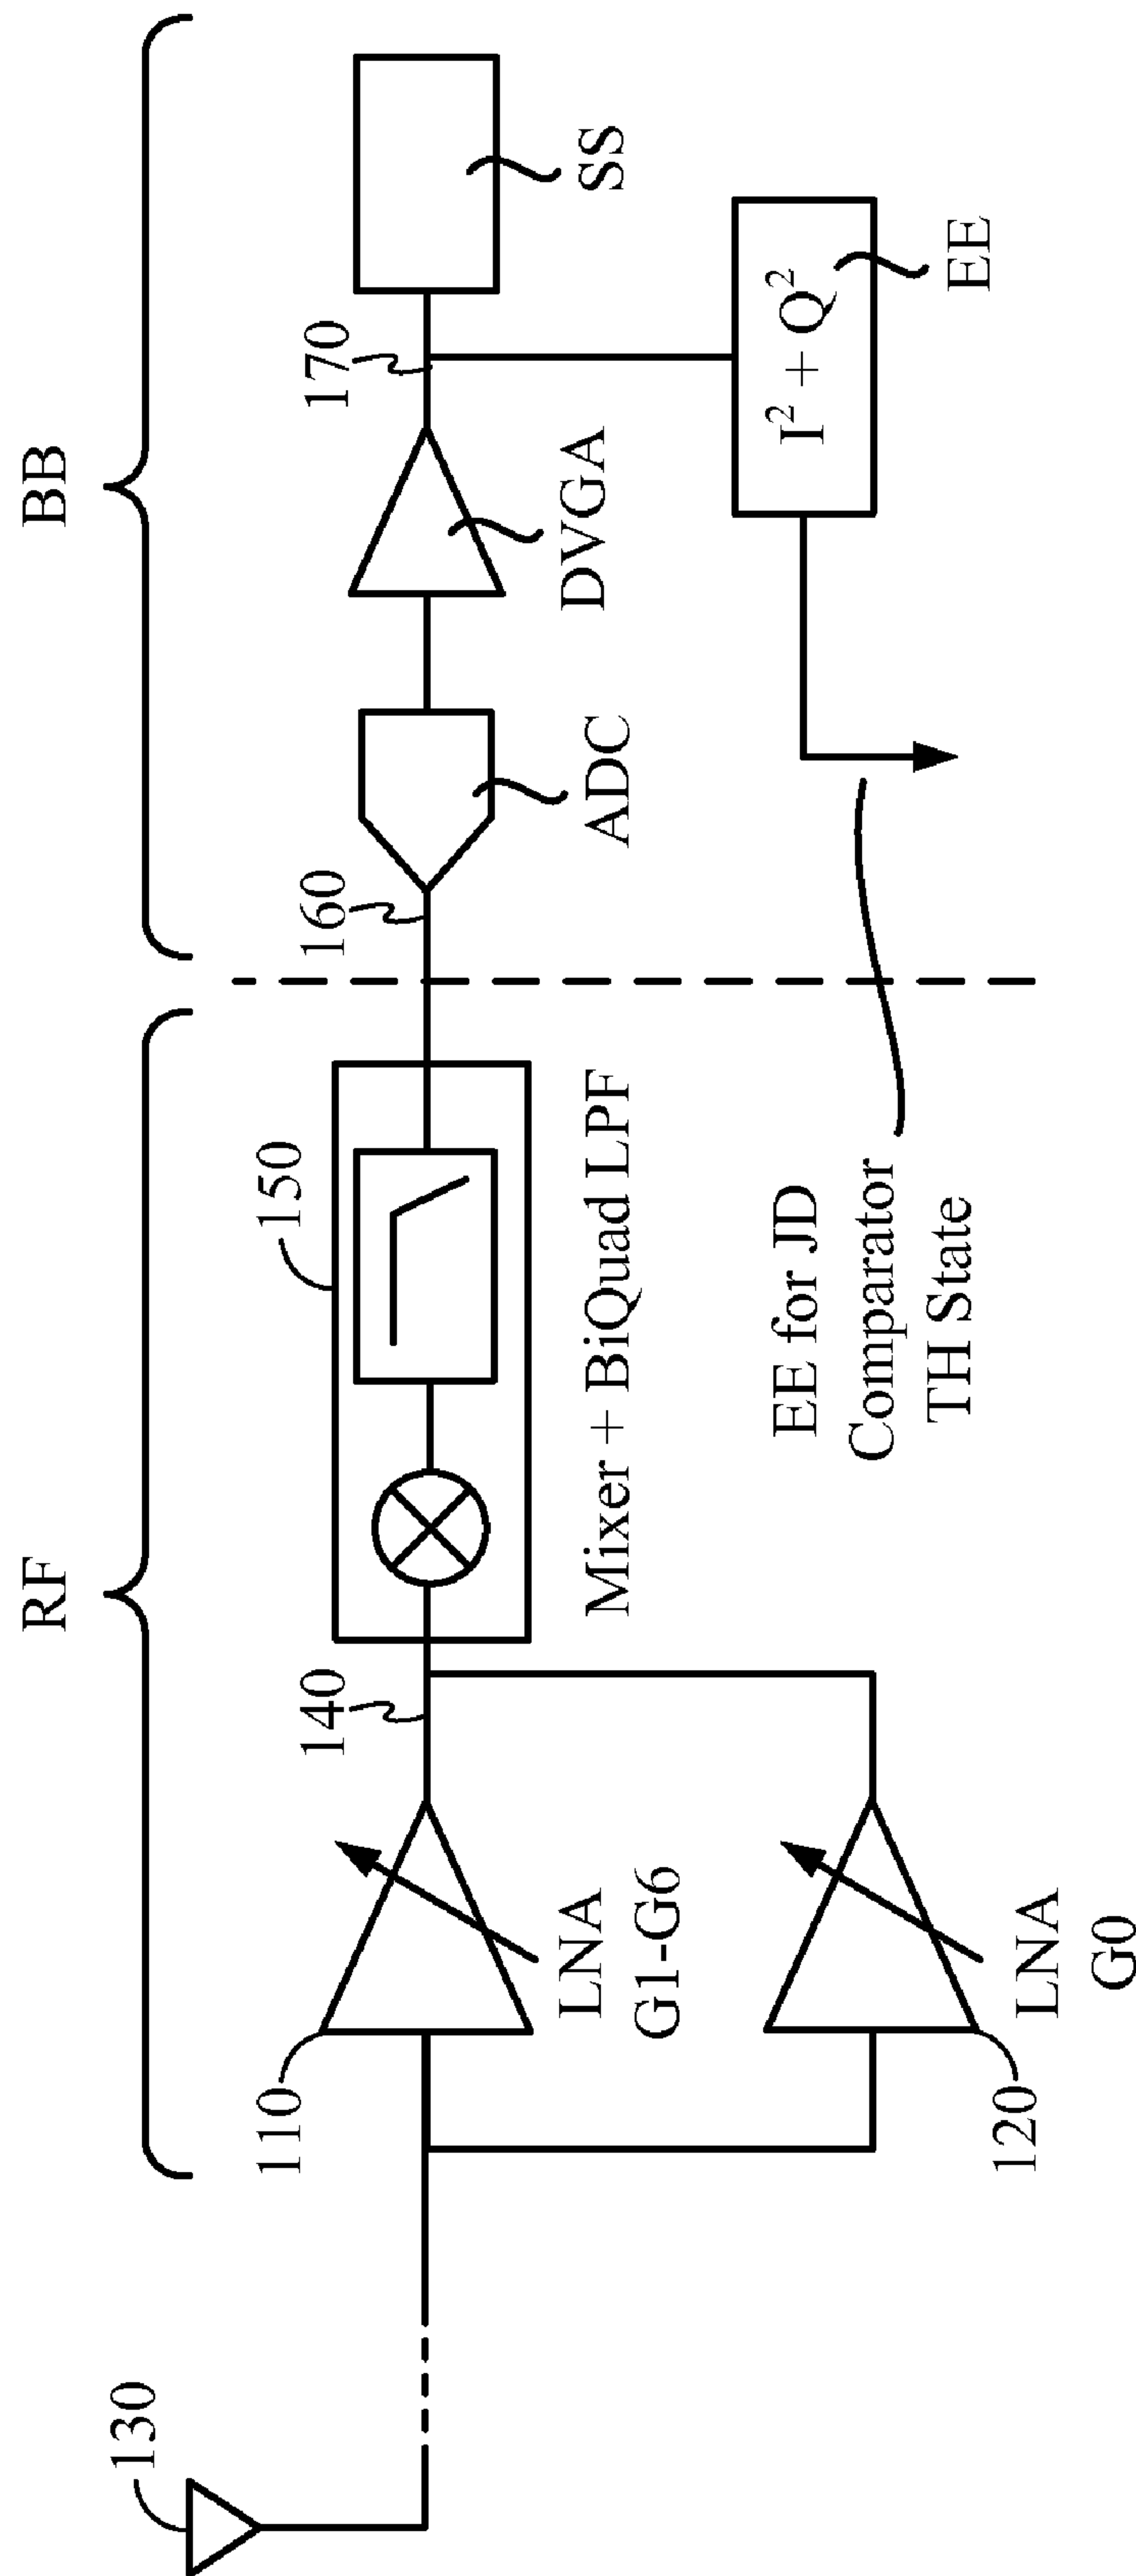 RF
BB
130
110
140
150
160
170
LNA
G1-G6
Mixer + BiQuad LPF
ADC
DVGA
SS
120
LNA
G0
EE for JD
Comparator
TH State
I² + Q²
EE